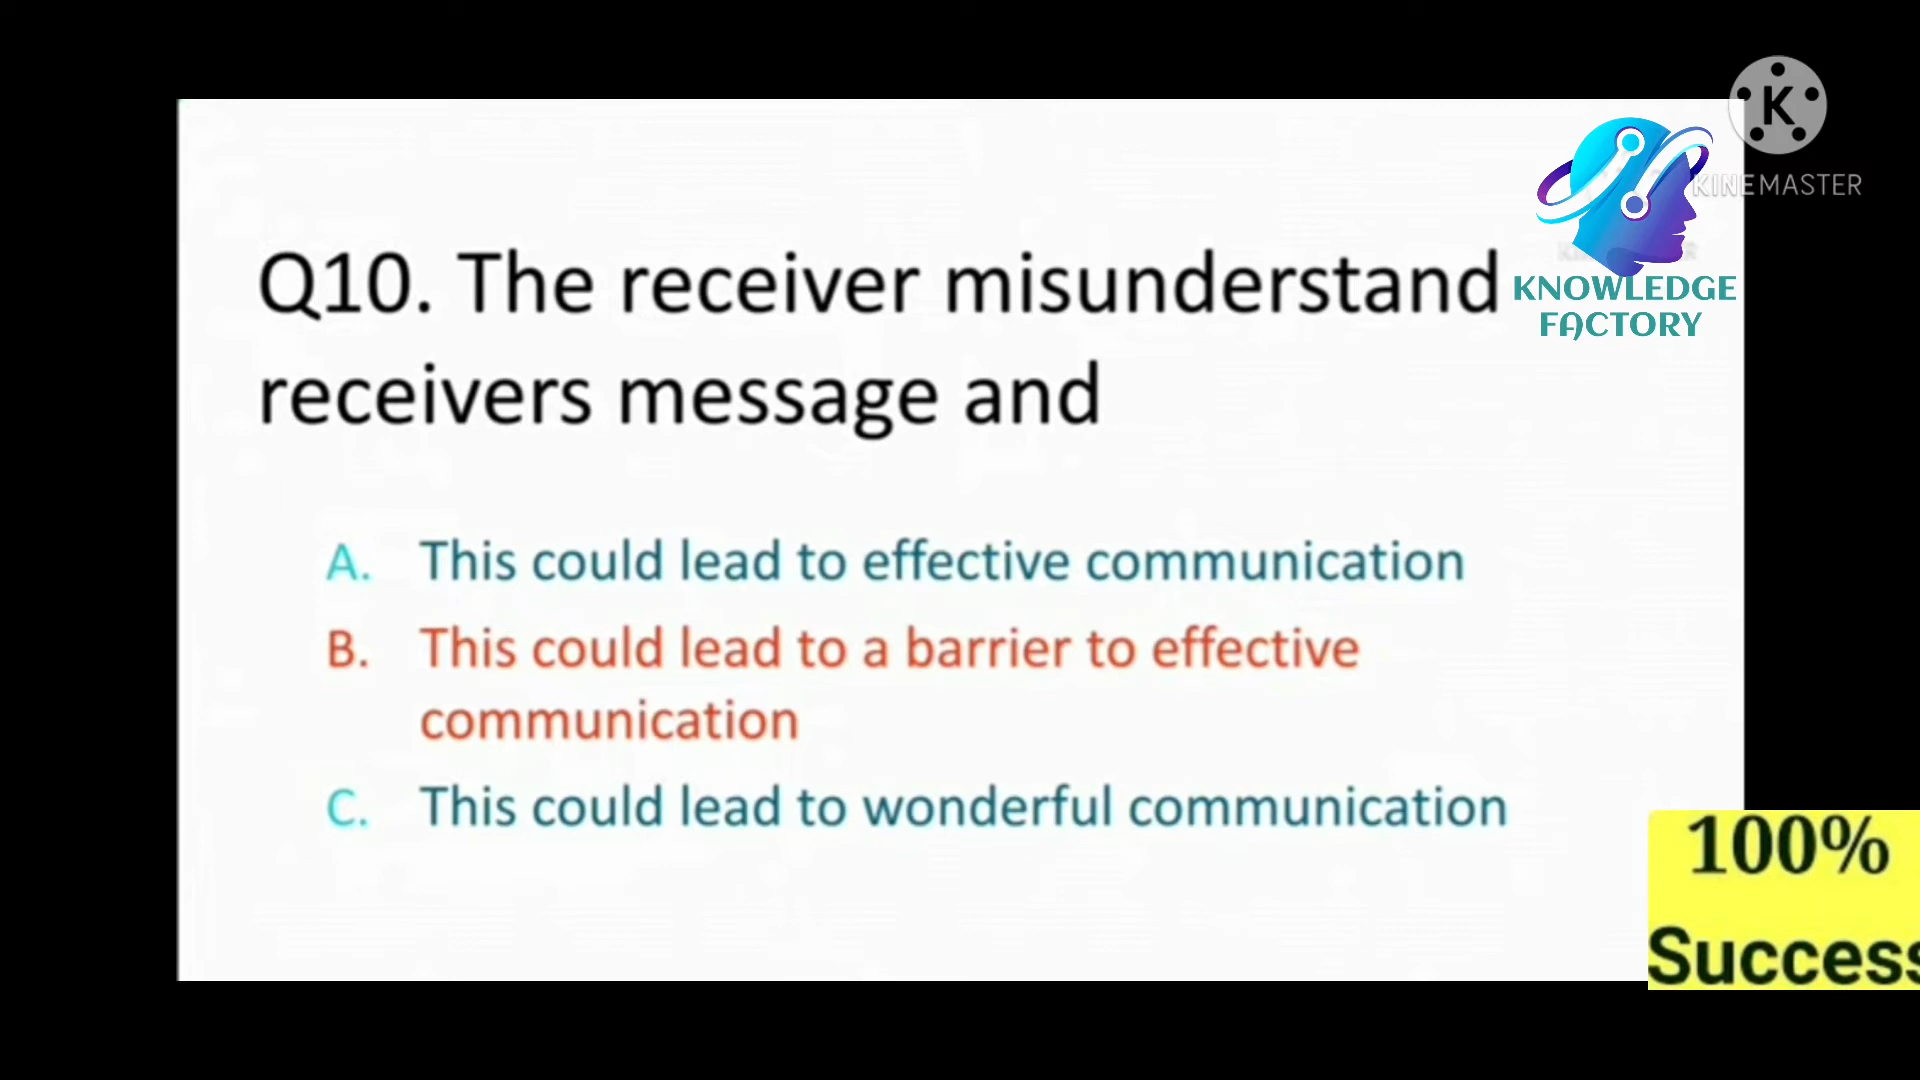 K
KINEMASTER
KNOWLEDGE
FACTORY
Q10. The receiver misunderstand
receivers message and
A. This could lead to effective communication
B. This could lead to a barrier to effective
communication
C. This could lead to wonderful communication
100%
Success